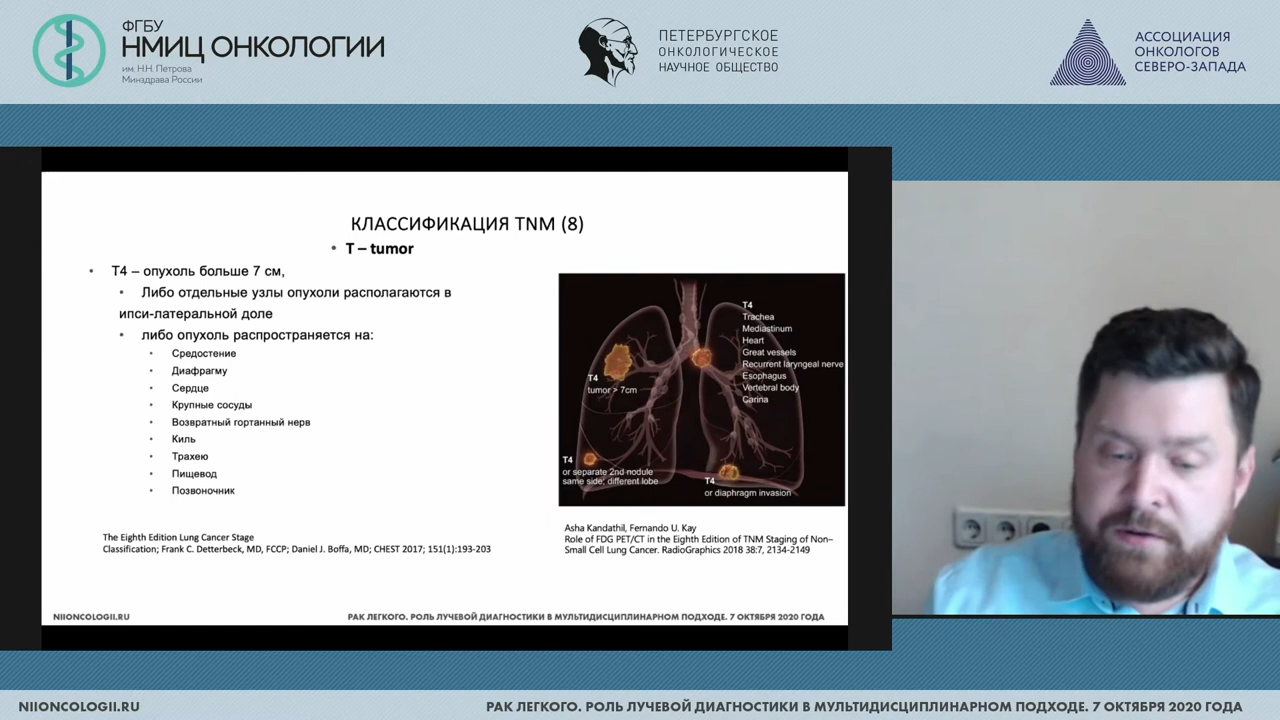 ФГБУ
НМИЦ ОНКОЛОГИИ
им. Н.Н. Петрова
Минздрава России
ПЕТЕРБУРГСКОЕ
ОНКОЛОГИЧЕСКОЕ
НАУЧНОЕ ОБЩЕСТВО
АССОЦИАЦИЯ
ОНКОЛОГОВ
СЕВЕРО-ЗАПАДА
КЛАССИФИКАЦИЯ TNM (8)
• T – tumor
• T4 – опухоль больше 7 см,
• Либо отдельные узлы опухоли располагаются в
ипси-латеральной доле
• либо опухоль распространяется на:
• Средостение
• Диафрагму
• Сердце
• Крупные сосуды
• Возвратный гортанный нерв
• Киль
• Трахею
• Пищевод
• Позвоночник
T4
Trachea
Mediastinum
Heart
Great vessels
Recurrent laryngeal nerve
Esophagus
Vertebral body
Carina
T4
tumor > 7cm
T4
or separate 2nd nodule
same side; different lobe
T4
or diaphragm invasion
The Eighth Edition Lung Cancer Stage
Classification; Frank C. Detterbeck, MD, FCCP; Daniel J. Boffa, MD; CHEST 2017; 151(1):193-203
Asha Kandathil, Fernando U. Kay
Role of FDG PET/CT in the Eighth Edition of TNM Staging of Non–
Small Cell Lung Cancer. RadioGraphics 2018 38:7, 2134-2149
NIIONCOLOGII.RU
РАК ЛЕГКОГО. РОЛЬ ЛУЧЕВОЙ ДИАГНОСТИКИ В МУЛЬТИДИСЦИПЛИНАРНОМ ПОДХОДЕ. 7 ОКТЯБРЯ 2020 ГОДА
NIIONCOLOGII.RU
РАК ЛЕГКОГО. РОЛЬ ЛУЧЕВОЙ ДИАГНОСТИКИ В МУЛЬТИДИСЦИПЛИНАРНОМ ПОДХОДЕ. 7 ОКТЯБРЯ 2020 ГОДА